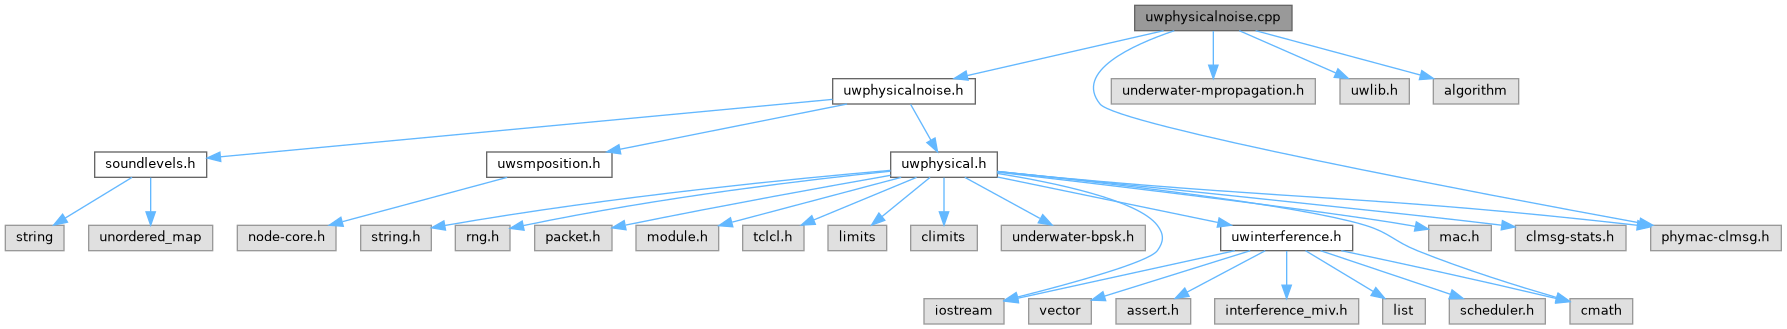 uwphysicalnoise.cpp
uwphysicalnoise.h
underwater-mpropagation.h
uwlib.h
algorithm
soundlevels.h
uwsmposition.h
uwphysical.h
string
unordered_map
node-core.h
string.h
rng.h
packet.h
module.h
tclcl.h
limits
climits
underwater-bpsk.h
uwinterference.h
mac.h
clmsg-stats.h
phymac-clmsg.h
iostream
vector
assert.h
interference_miv.h
list
scheduler.h
cmath